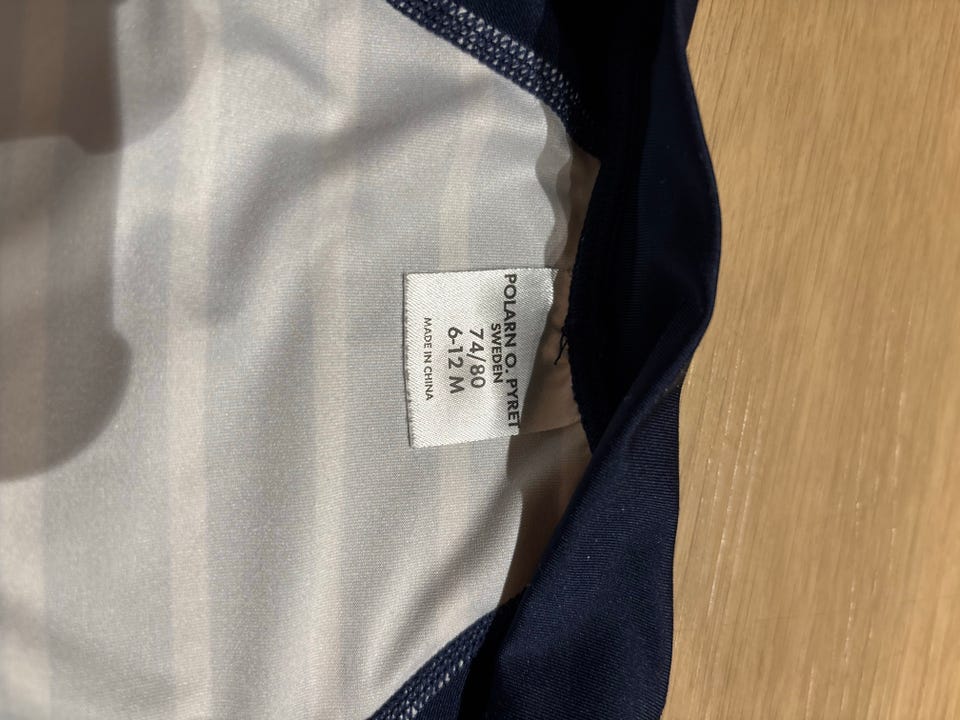 POLARN O. PYRET
SWEDEN
74/80
6-12 M
MADE IN CHINA